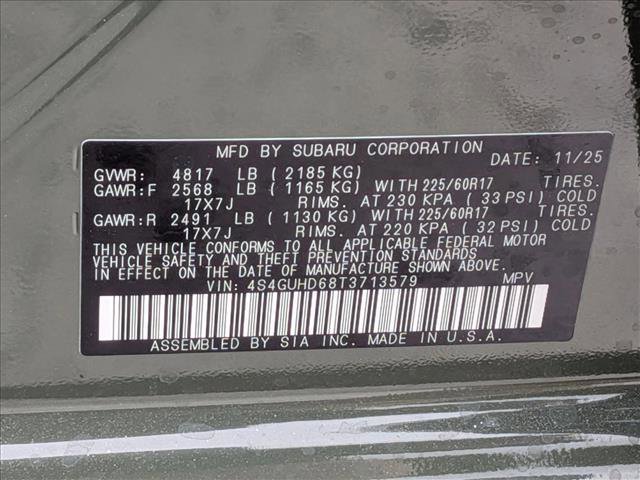 MFD BY SUBARU CORPORATION
DATE: 11/25
GVWR: 4817 LB ( 2185 KG)
GAWR:F 2568 LB ( 1165 KG) WITH 225/60R17 TIRES.
17X7J RIMS. AT 230 KPA ( 33 PSI) COLD
GAWR:R 2491 LB ( 1130 KG) WITH 225/60R17 TIRES.
17X7J RIMS. AT 220 KPA ( 32 PSI) COLD
THIS VEHICLE CONFORMS TO ALL APPLICABLE FEDERAL MOTOR
VEHICLE SAFETY AND THEFT PREVENTION STANDARDS
IN EFFECT ON THE DATE OF MANUFACTURE SHOWN ABOVE.
VIN: 4S4GUHD68T3713579 MPV
ASSEMBLED BY SIA INC. MADE IN U.S.A.